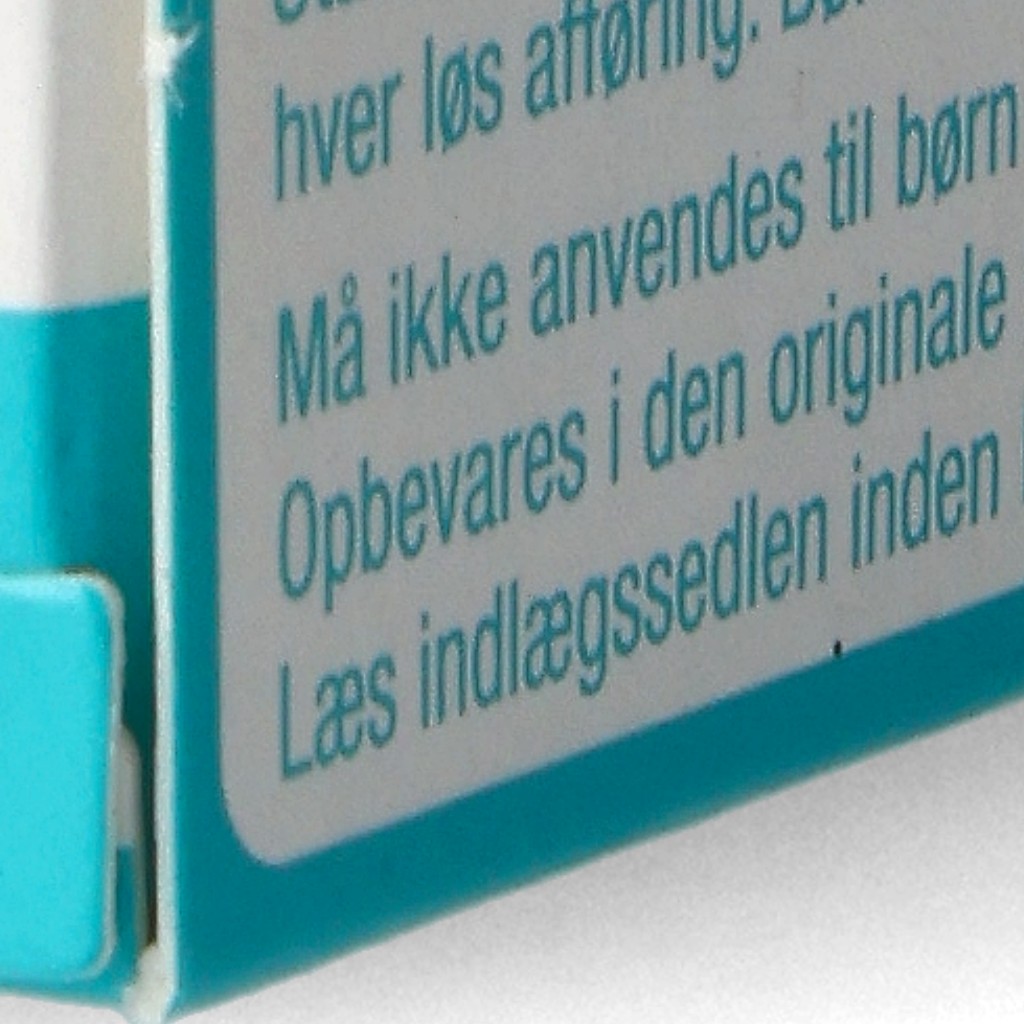 hver løs afføring.
Må ikke anvendes til børn
Opbevares i den originale
Læs indlægssedlen inden